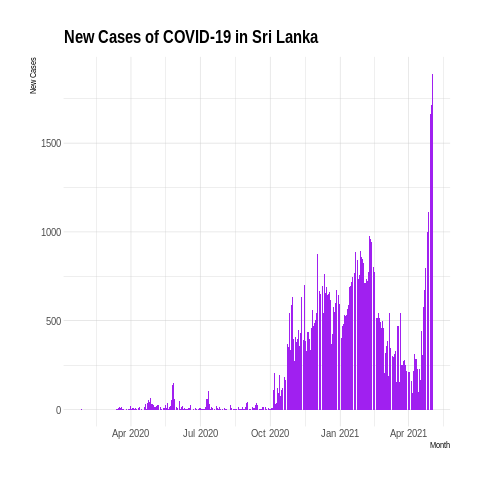 New Cases of COVID-19 in Sri Lanka
New Cases
1500
1000
500
0
Apr 2020 Jul 2020 Oct 2020 Jan 2021 Apr 2021
Month